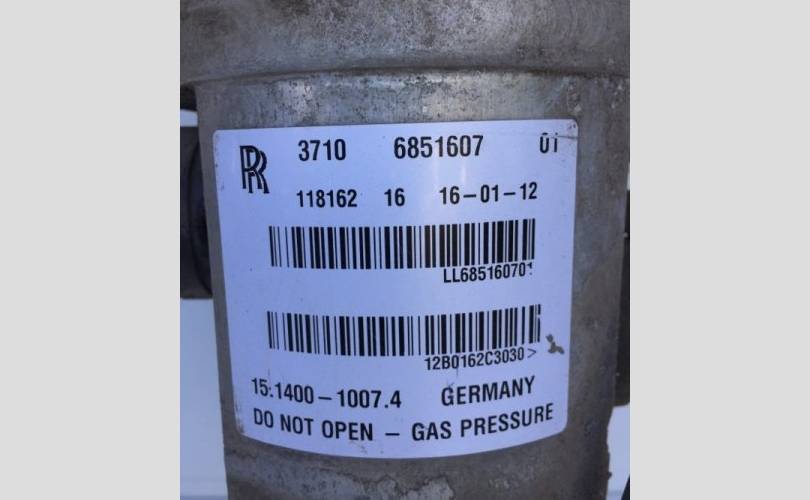 RR 3710 6851607 01
118162 16 16-01-12
LL685160701
12B0162C3030>
15.1400-1007.4 GERMANY
DO NOT OPEN - GAS PRESSURE